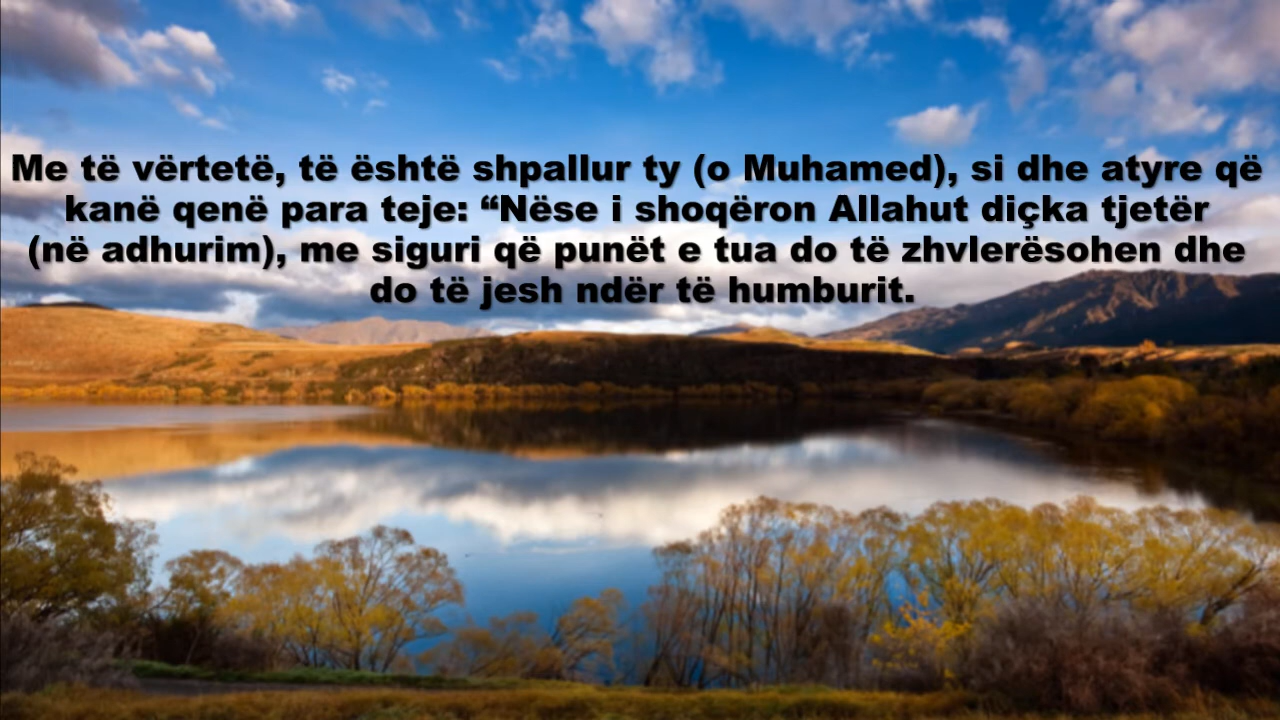 Me të vërtetë, të është shpallur ty (o Muhamed), si dhe atyre që
kanë qenë para teje: “Nëse i shoqëron Allahut diçka tjetër
(në adhurim), me siguri që punët e tua do të zhvlerësohen dhe
do të jesh ndër të humburit.